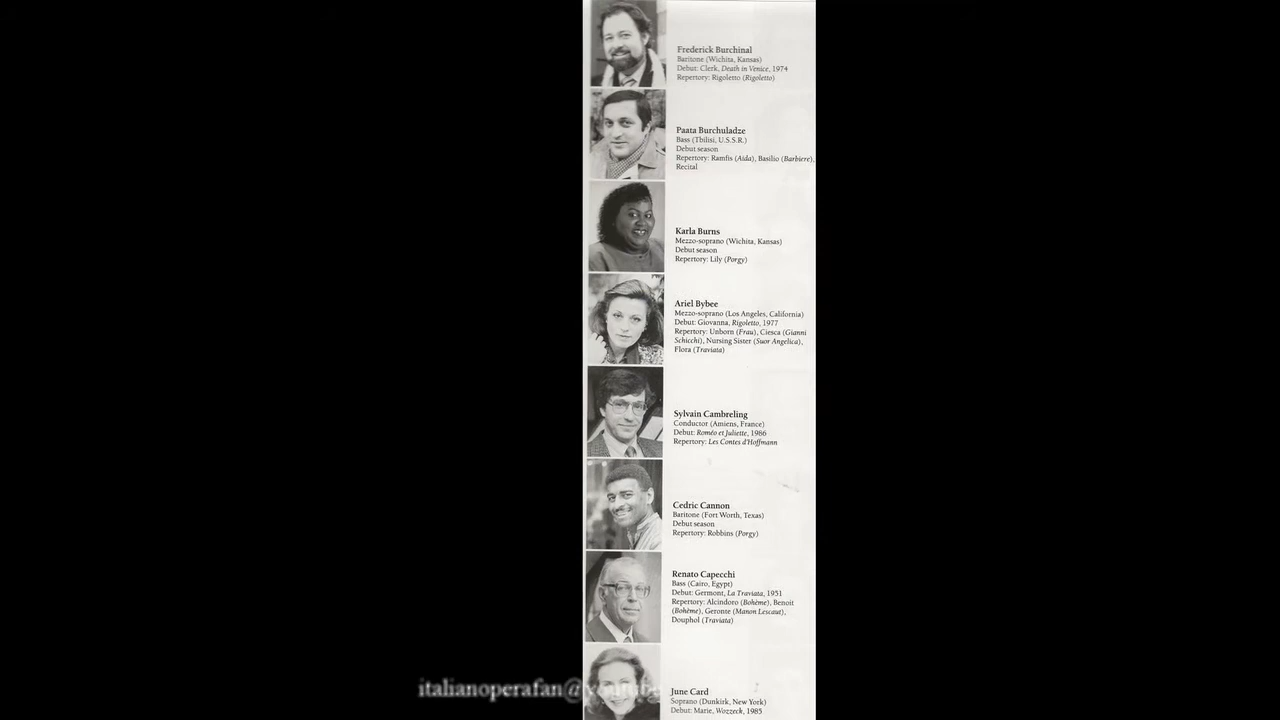 Frederick Burchinal
Baritone (Wichita, Kansas)
Debut: Clerk, Death in Venice, 1974
Repertory: Rigoletto (Rigoletto)
Paata Burchuladze
Bass (Tbilisi, U.S.S.R.)
Debut season
Repertory: Ramfis (Aida), Basilio (Barbiere),
Recital
Karla Burns
Mezzo-soprano (Wichita, Kansas)
Debut season
Repertory: Lily (Porgy)
Ariel Bybee
Mezzo-soprano (Los Angeles, California)
Debut: Giovanna, Rigoletto, 1977
Repertory: Unborn (Frau), Ciesca (Gianni
Schicchi), Nursing Sister (Suor Angelica),
Flora (Traviata)
Sylvain Cambreling
Conductor (Amiens, France)
Debut: Roméo et Juliette, 1986
Repertory: Les Contes d'Hoffmann
Cedric Cannon
Baritone (Fort Worth, Texas)
Debut season
Repertory: Robbins (Porgy)
Renato Capecchi
Bass (Cairo, Egypt)
Debut: Germont, La Traviata, 1951
Repertory: Alcindoro (Bohème), Benoit
(Bohème), Geronte (Manon Lescaut),
Douphol (Traviata)
June Card
Soprano (Dunkirk, New York)
Debut: Marie, Wozzeck, 1985
italianoperafan@youtube